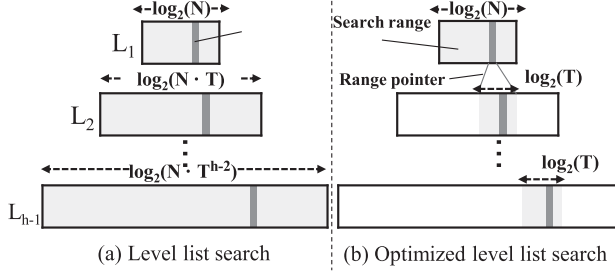 log₂(N)
L₁
log₂(N · T)
L₂
log₂(N · Tʰ⁻²)
Lₕ₋₁
(a) Level list search
log₂(N)
Search range
Range pointer
log₂(T)
log₂(T)
(b) Optimized level list search